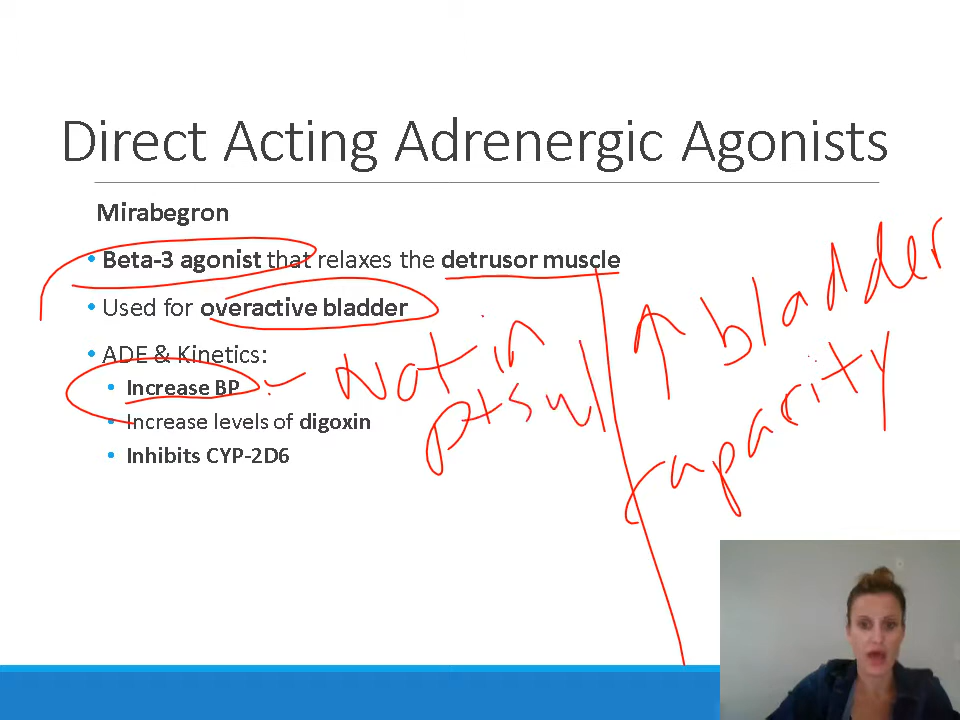 Direct Acting Adrenergic Agonists
Mirabegron
• Beta-3 agonist that relaxes the detrusor muscle
• Used for overactive bladder
• ADE & Kinetics:
• Increase BP
• Increase levels of digoxin
• Inhibits CYP-2D6
Not in
pts w/
↑ bladder
capacity